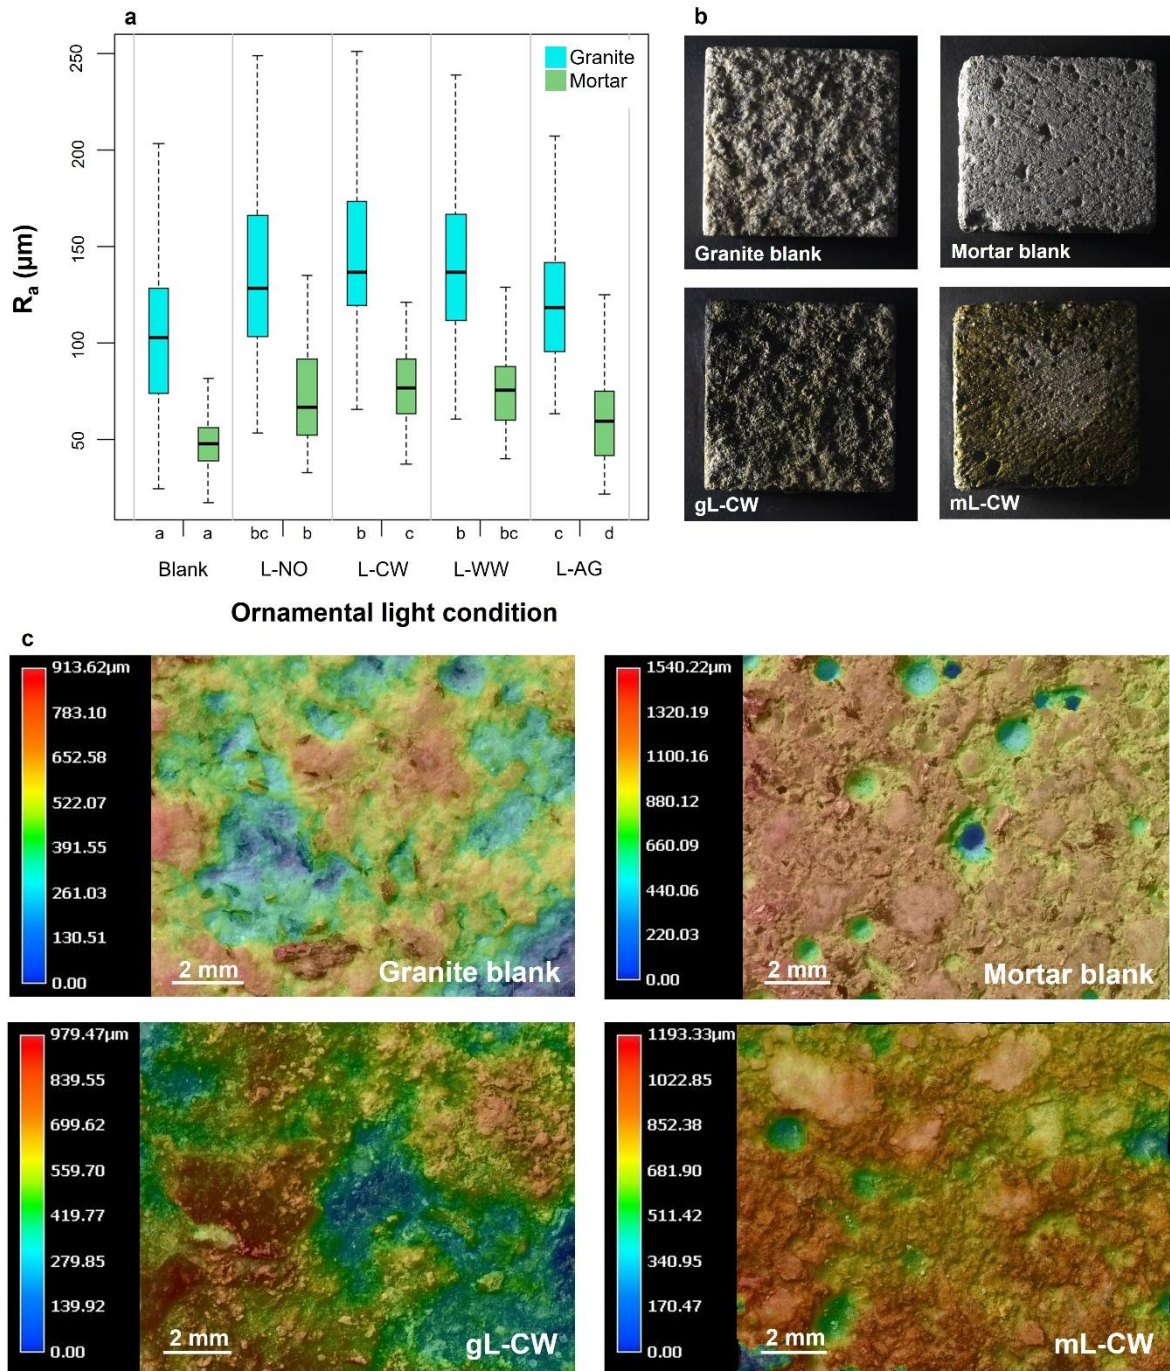 a
250
200
150
100
50
Rₐ (µm)
Granite
Mortar
a a bc b b c b bc c d
Blank L-NO L-CW L-WW L-AG
Ornamental light condition
b
Granite blank
Mortar blank
gL-CW
mL-CW
c
913.62µm
783.10
652.58
522.07
391.55
261.03
130.51
0.00
2 mm
Granite blank
1540.22µm
1320.19
1100.16
880.12
660.09
440.06
220.03
0.00
2 mm
Mortar blank
979.47µm
839.55
699.62
559.70
419.77
279.85
139.92
0.00
2 mm
gL-CW
1193.33µm
1022.85
852.38
681.90
511.42
340.95
170.47
0.00
2 mm
mL-CW